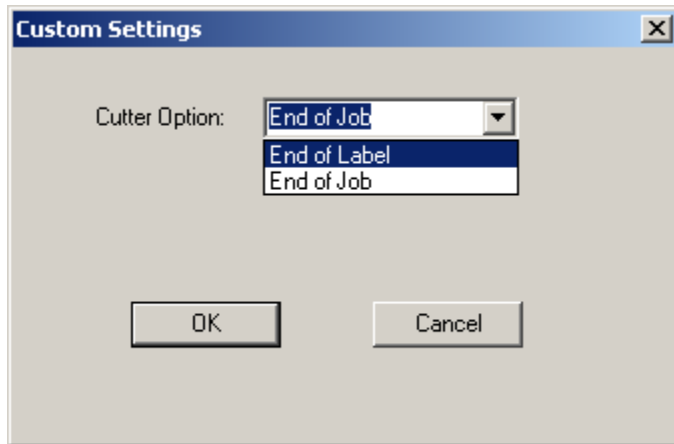 Custom Settings
Cutter Option: End of Job
End of Label
End of Job
OK Cancel